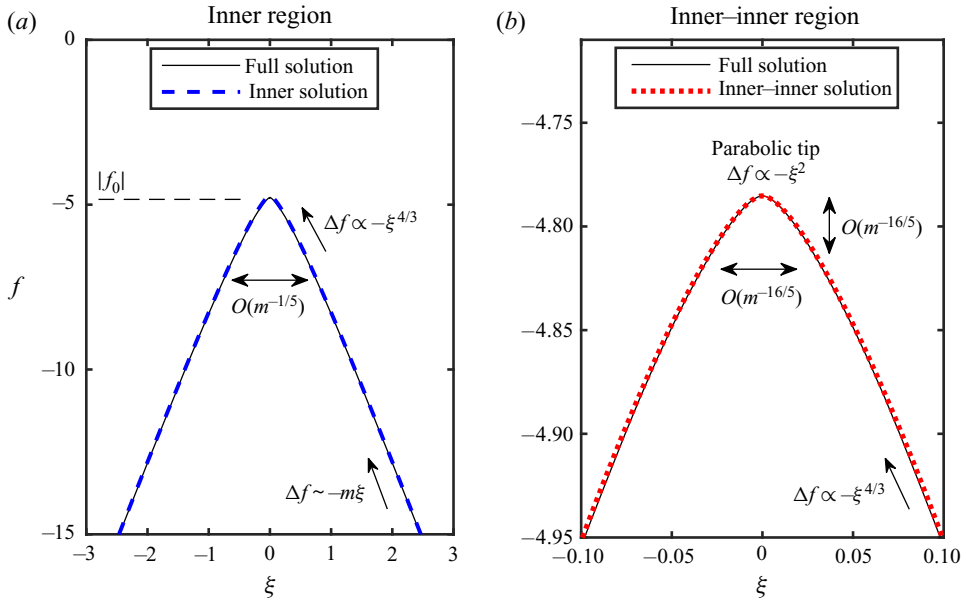 (a) Inner region
0
Full solution
Inner solution
|f₀|
−5
Δf ∝ −ξ^{4/3}
f
O(m^{−1/5})
−10
Δf ~ −mξ
−15
−3 −2 −1 0 1 2 3
ξ
(b) Inner–inner region
Full solution
Inner–inner solution
−4.75
Parabolic tip
Δf ∝ −ξ²
−4.80
O(m^{−16/5})
O(m^{−16/5})
−4.85
−4.90
Δf ∝ −ξ^{4/3}
−4.95
−0.10 −0.05 0 0.05 0.10
ξ